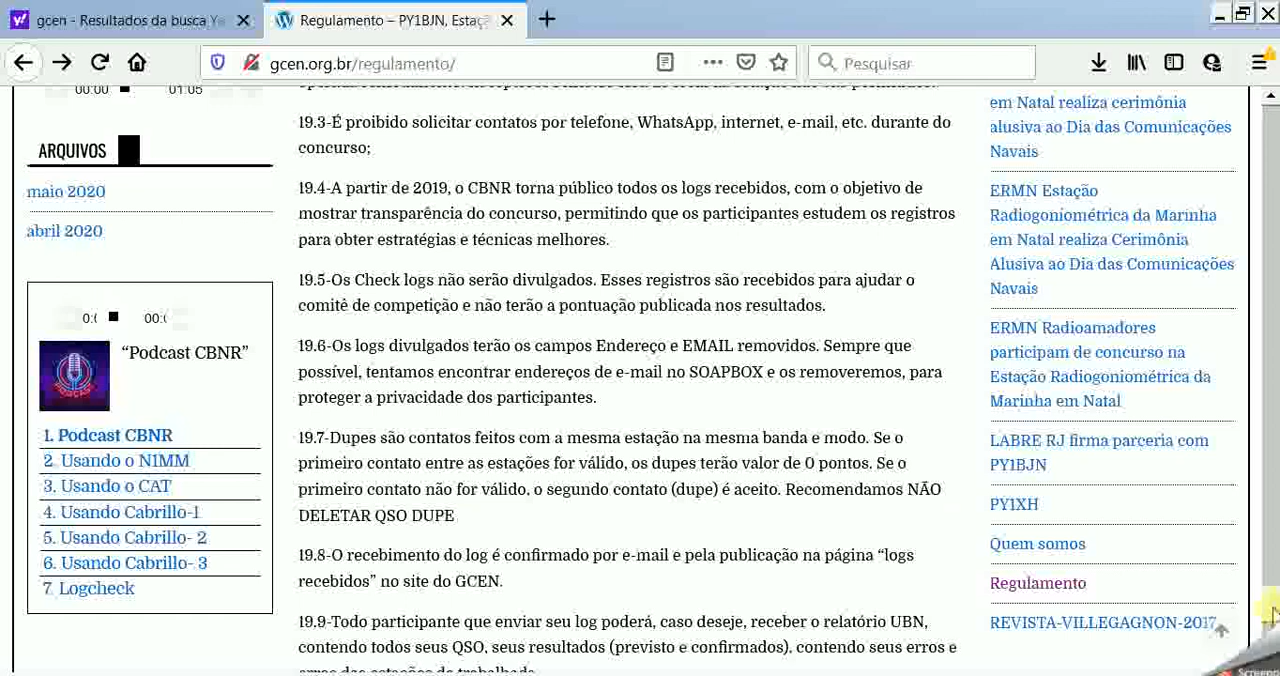 gcen - Resultados da busca
Regulamento – PY1BJN, Estaç
gcen.org.br/regulamento/
Pesquisar
00:00
01:05
ARQUIVOS
maio 2020
abril 2020
0:
00:
“Podcast CBNR”
1. Podcast CBNR
2. Usando o N1MM
3. Usando o CAT
4. Usando Cabrillo-1
5. Usando Cabrillo- 2
6. Usando Cabrillo- 3
7. Logcheck
19.3-É proibido solicitar contatos por telefone, WhatsApp, internet, e-mail, etc. durante do
concurso;
19.4-A partir de 2019, o CBNR torna público todos os logs recebidos, com o objetivo de
mostrar transparência do concurso, permitindo que os participantes estudem os registros
para obter estratégias e técnicas melhores.
19.5-Os Check logs não serão divulgados. Esses registros são recebidos para ajudar o
comitê de competição e não terão a pontuação publicada nos resultados.
19.6-Os logs divulgados terão os campos Endereço e EMAIL removidos. Sempre que
possível, tentamos encontrar endereços de e-mail no SOAPBOX e os removeremos, para
proteger a privacidade dos participantes.
19.7-Dupes são contatos feitos com a mesma estação na mesma banda e modo. Se o
primeiro contato entre as estações for válido, os dupes terão valor de 0 pontos. Se o
primeiro contato não for válido, o segundo contato (dupe) é aceito. Recomendamos NÃO
DELETAR QSO DUPE
19.8-O recebimento do log é confirmado por e-mail e pela publicação na página “logs
recebidos” no site do GCEN.
19.9-Todo participante que enviar seu log poderá, caso deseje, receber o relatório UBN,
contendo todos seus QSO, seus resultados (previsto e confirmados), contendo seus erros e
em Natal realiza cerimônia
alusiva ao Dia das Comunicações
Navais
ERMN Estação
Radiogoniométrica da Marinha
em Natal realiza Cerimônia
Alusiva ao Dia das Comunicações
Navais
ERMN Radioamadores
participam de concurso na
Estação Radiogoniométrica da
Marinha em Natal
LABRE RJ firma parceria com
PY1BJN
PY1XH
Quem somos
Regulamento
REVISTA-VILLEGAGNON-2017